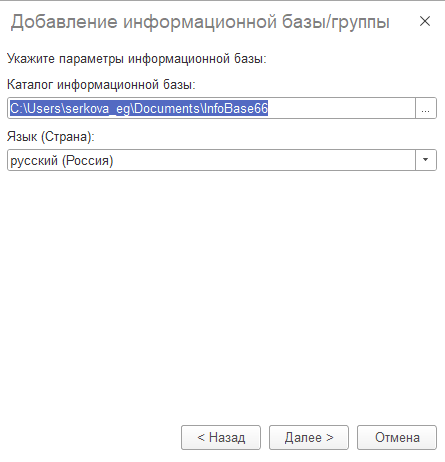 Добавление информационной базы/группы
Укажите параметры информационной базы:
Каталог информационной базы:
C:\Users\serkova_eg\Documents\InfoBase66
...
Язык (Страна):
русский (Россия)
< Назад Далее > Отмена